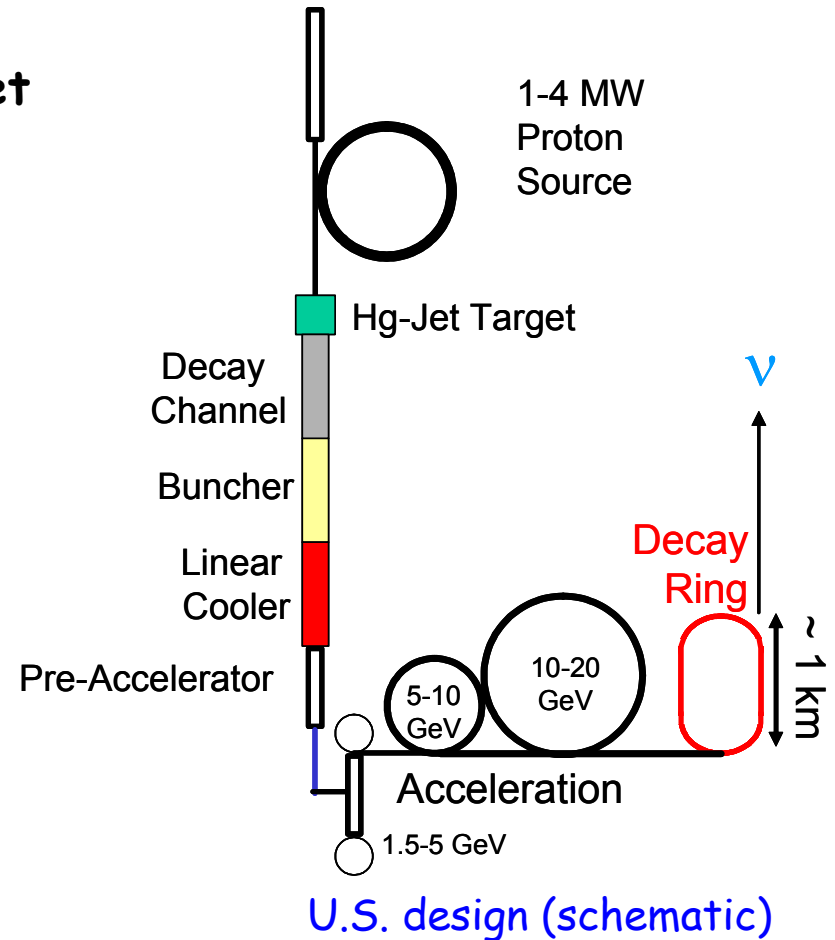 1-4 MW
Proton
Source
Hg-Jet Target
Decay
Channel
ν
Buncher
Linear
Cooler
Decay
Ring
Pre-Accelerator
5-10
GeV
10-20
GeV
~ 1 km
Acceleration
1.5-5 GeV
U.S. design (schematic)